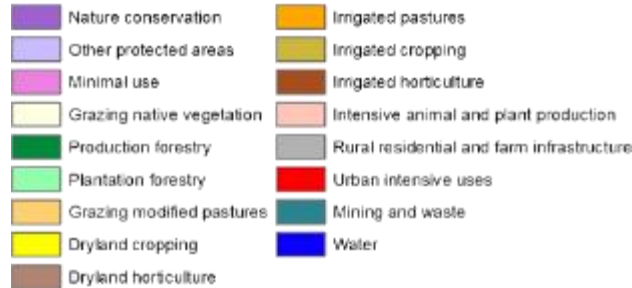 Nature conservation
Other protected areas
Minimal use
Grazing native vegetation
Production forestry
Plantation forestry
Grazing modified pastures
Dryland cropping
Dryland horticulture
Irrigated pastures
Irrigated cropping
Irrigated horticulture
Intensive animal and plant production
Rural residential and farm infrastructure
Urban intensive uses
Mining and waste
Water